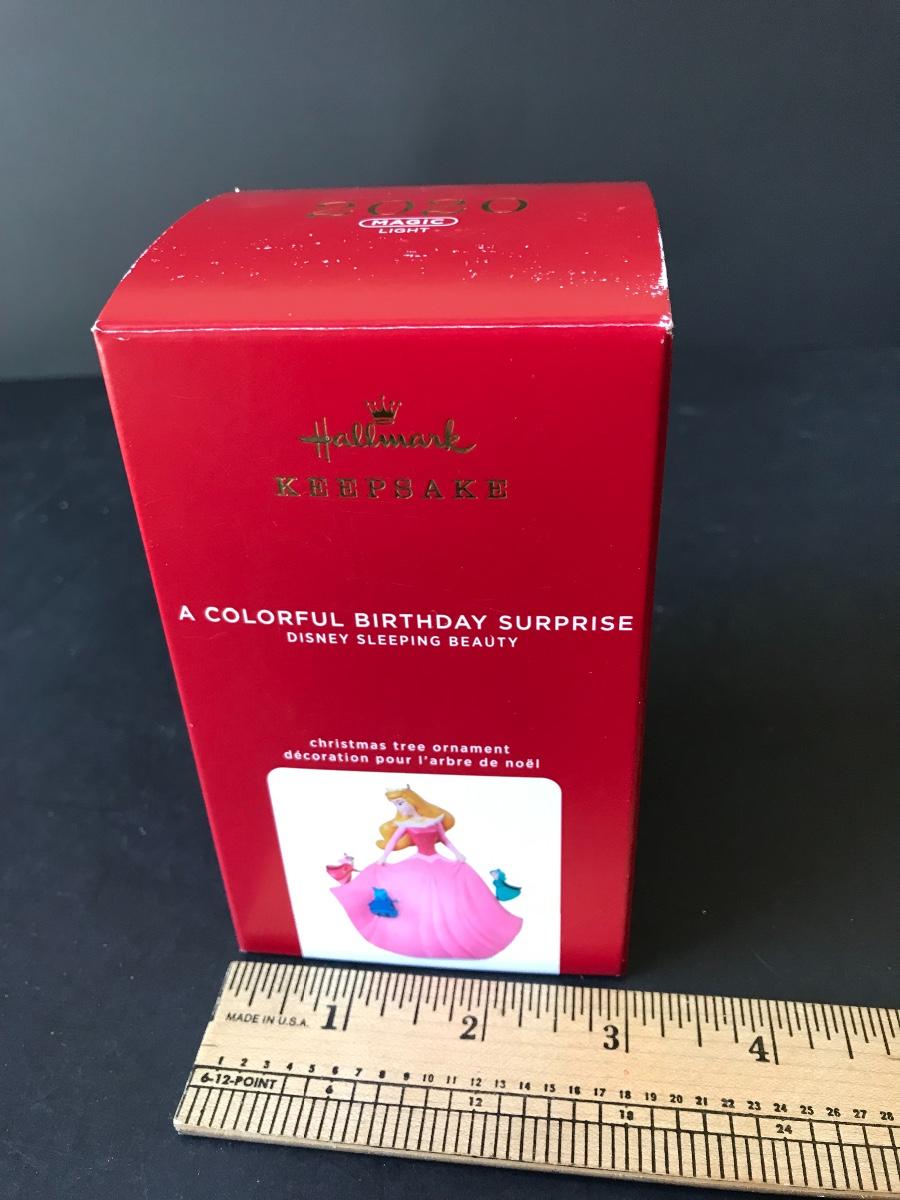 2020
MAGIC
LIGHT
Hallmark
KEEPSAKE
A COLORFUL BIRTHDAY SURPRISE
DISNEY SLEEPING BEAUTY
christmas tree ornament
décoration pour l'arbre de noël
MADE IN U.S.A. 1 2 3 4
1 2 3 4 5 6 7 8 9 10 11 12 13 14 15 16 17 18 19 20 21 22 23 24 25 26 27 28
6-12-POINT 6 12 18 24